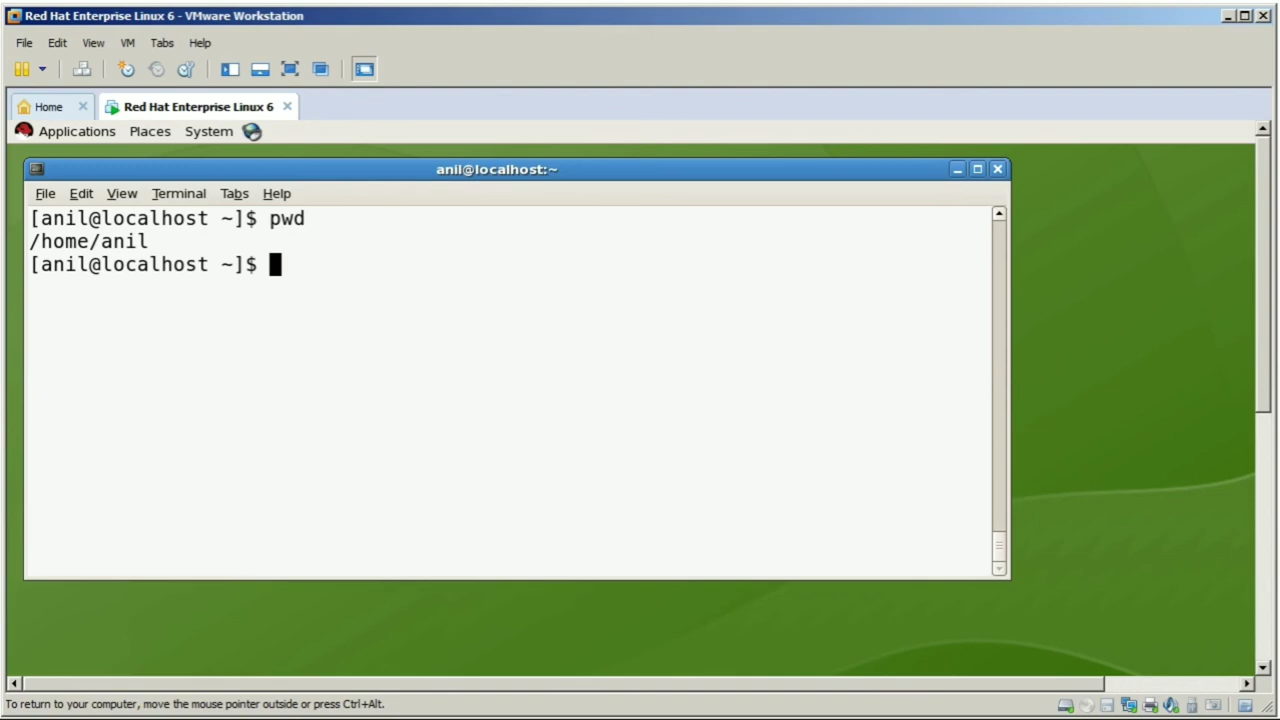 Red Hat Enterprise Linux 6 - VMware Workstation
File Edit View VM Tabs Help
Home Red Hat Enterprise Linux 6
Applications Places System
anil@localhost:~
File Edit View Terminal Tabs Help
[anil@localhost ~]$ pwd
/home/anil
[anil@localhost ~]$
To return to your computer, move the mouse pointer outside or press Ctrl+Alt.